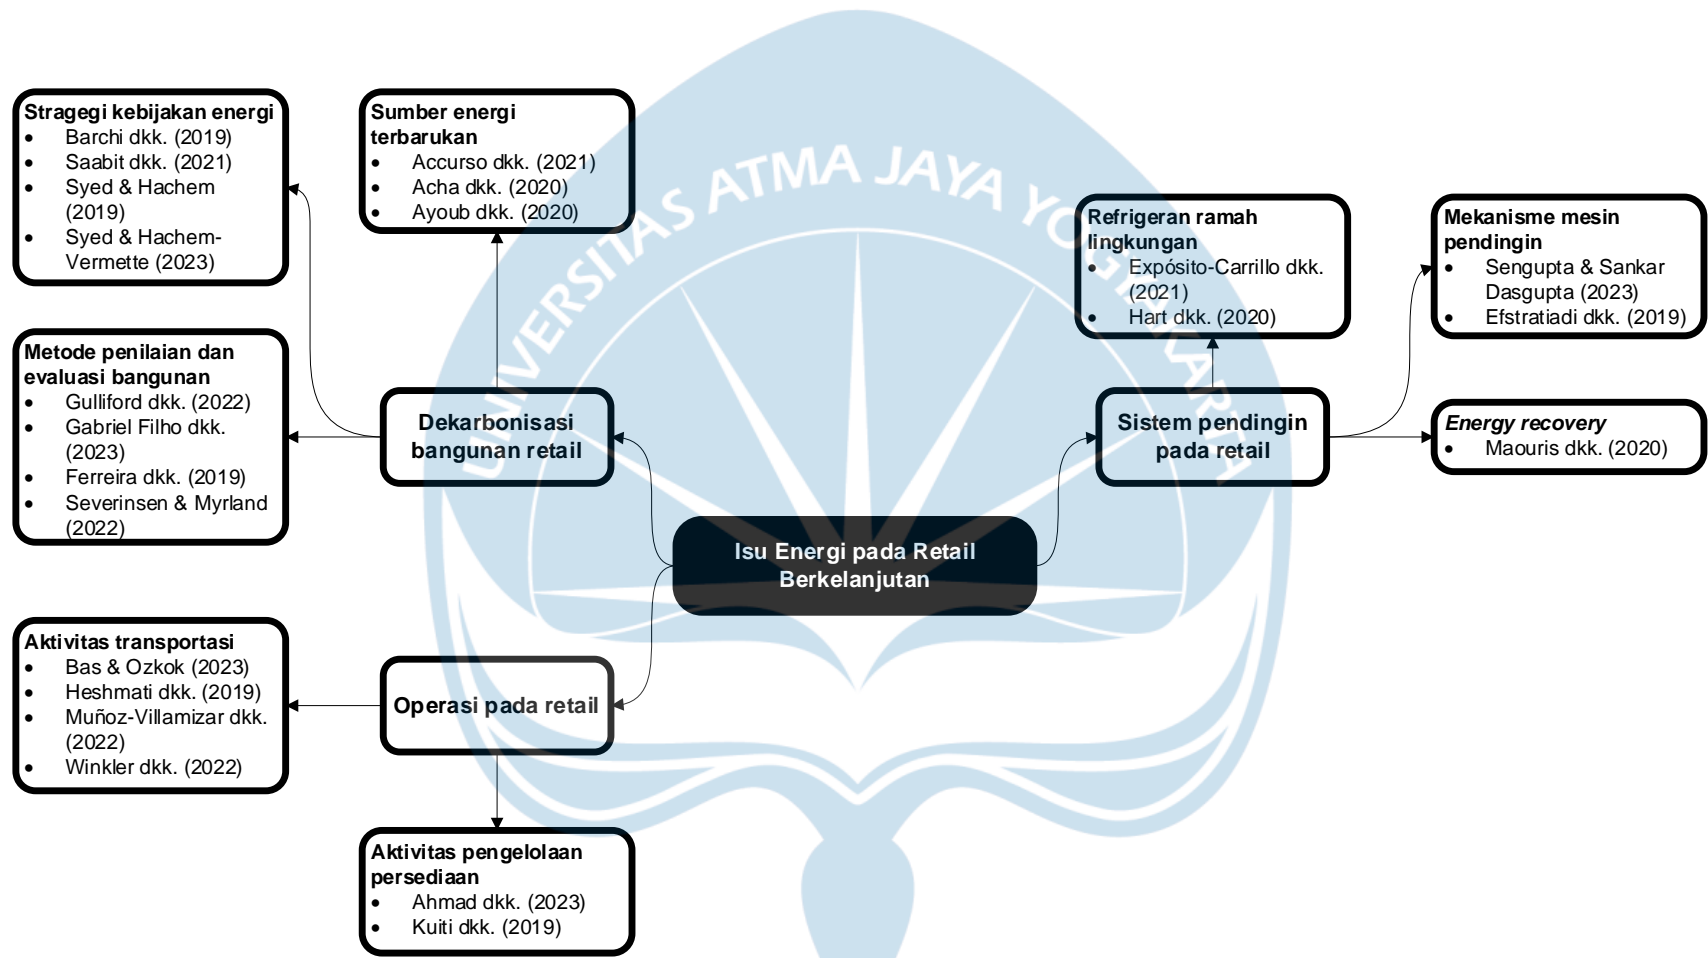 Stragegi kebijakan energi
• Barchi dkk. (2019)
• Saabit dkk. (2021)
• Syed & Hachem
(2019)
• Syed & Hachem-
Vermette (2023)
Sumber energi
terbarukan
• Accurso dkk. (2021)
• Acha dkk. (2020)
• Ayoub dkk. (2020)
UNIVERSITAS ATMA JAYA YOGYAKARTA
Refrigeran ramah
lingkungan
• Expósito-Carrillo dkk.
(2021)
• Hart dkk. (2020)
Mekanisme mesin
pendingin
• Sengupta & Sankar
Dasgupta (2023)
• Efstratiadi dkk. (2019)
Metode penilaian dan
evaluasi bangunan
• Gulliford dkk. (2022)
• Gabriel Filho dkk.
(2023)
• Ferreira dkk. (2019)
• Severinsen & Myrland
(2022)
Dekarbonisasi
bangunan retail
Sistem pendingin
pada retail
Energy recovery
• Maouris dkk. (2020)
Isu Energi pada Retail
Berkelanjutan
Aktivitas transportasi
• Bas & Ozkok (2023)
• Heshmati dkk. (2019)
• Muñoz-Villamizar dkk.
(2022)
• Winkler dkk. (2022)
Operasi pada retail
Aktivitas pengelolaan
persediaan
• Ahmad dkk. (2023)
• Kuiti dkk. (2019)